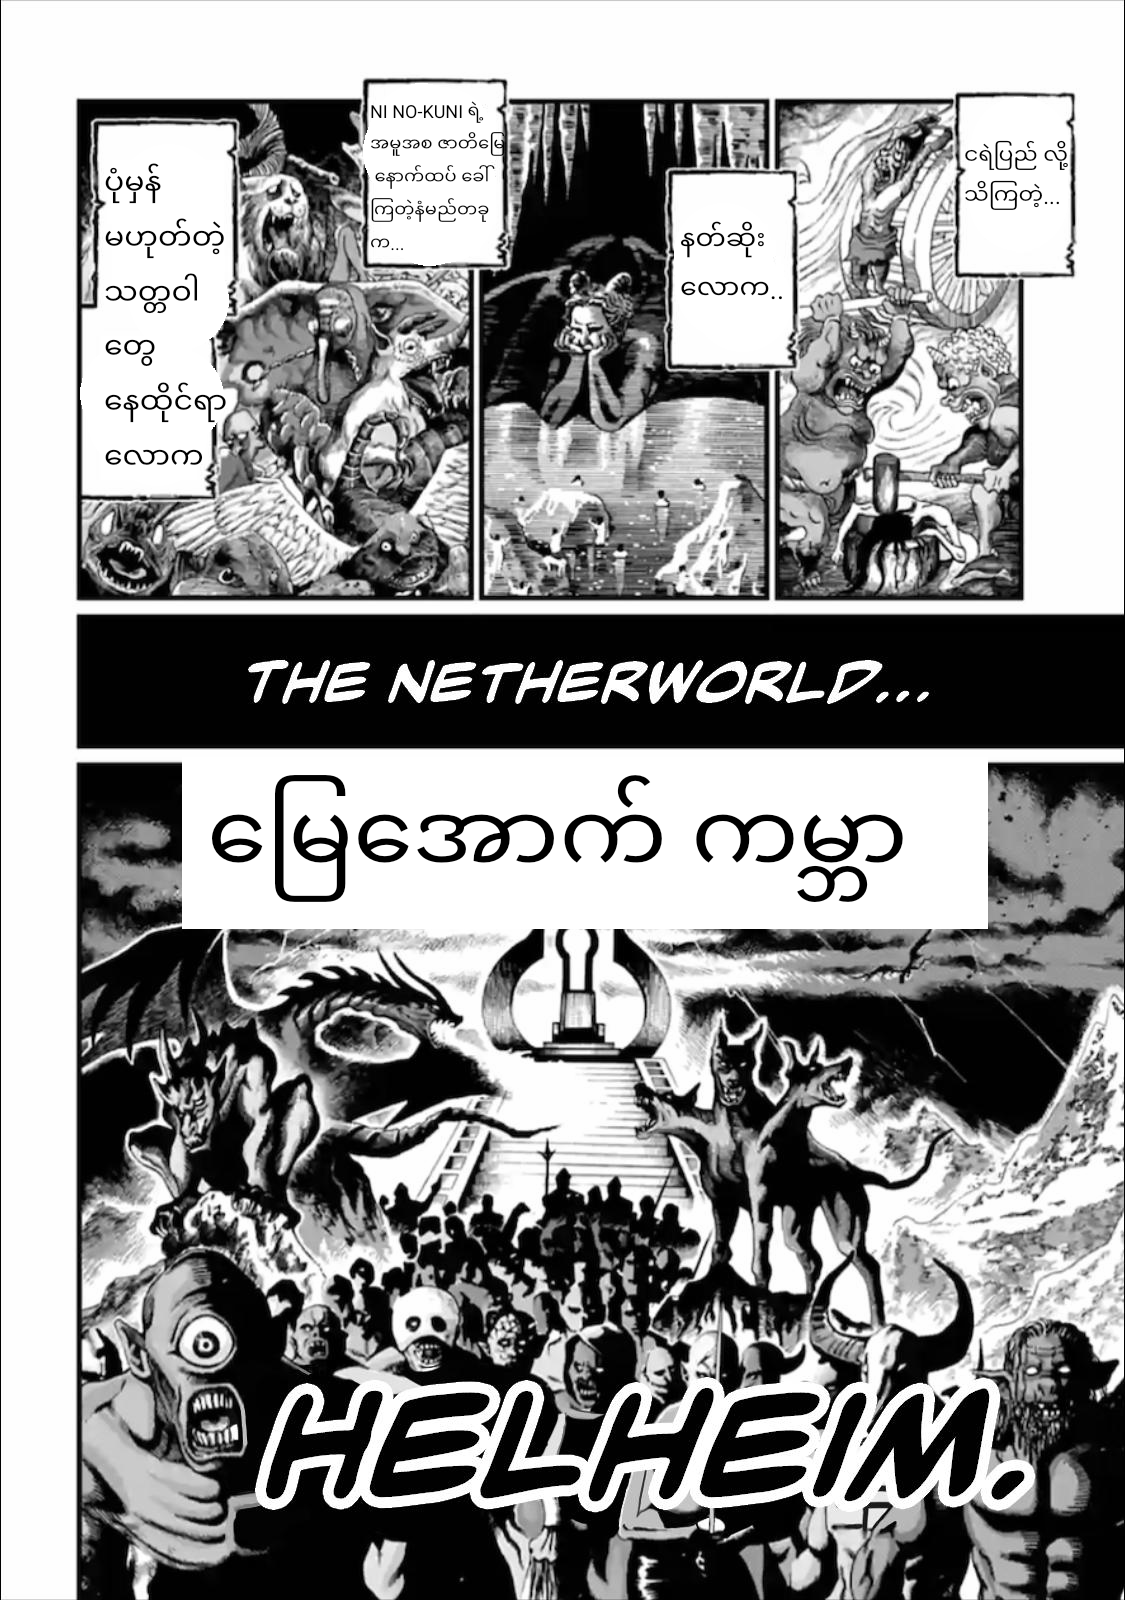 ငရဲပြည် လို့
သိကြတဲ့...
နတ်ဆိုး
လောက..
NI NO-KUNI ရဲ့
အမူအစ ဇာတိမြေ
နောက်ထပ် ခေါ်
ကြတဲ့နံမည်တခု
က...
ပုံမှန်
မဟုတ်တဲ့
သတ္တဝါ
တွေ
နေထိုင်ရာ
လောက
THE NETHERWORLD...
မြေအောက် ကမ္ဘာ
HELHEIM.